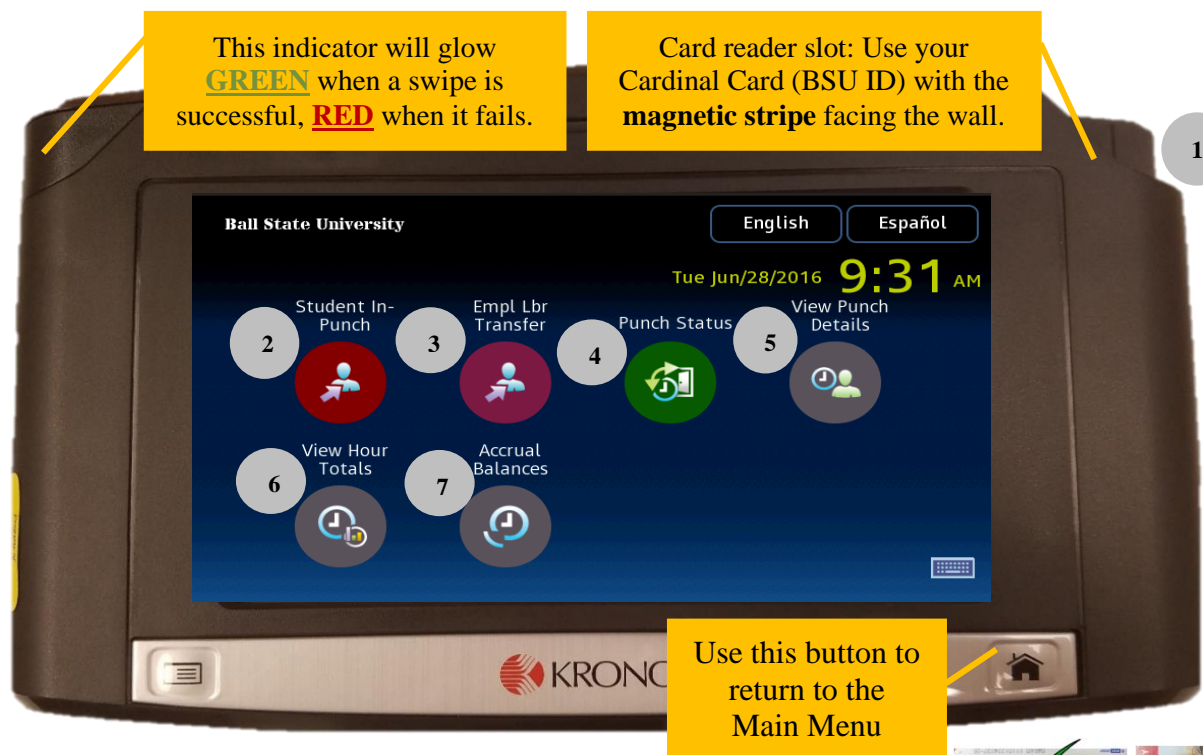 This indicator will glow
GREEN when a swipe is
successful, RED when it fails.
Card reader slot: Use your
Cardinal Card (BSU ID) with the
magnetic stripe facing the wall.
1
Ball State University
English
Español
Tue Jun/28/2016 9:31 AM
Student In-
Punch
2
Empl Lbr
Transfer
3
Punch Status
4
View Punch
Details
5
View Hour
Totals
6
Accrual
Balances
7
KRONO
Use this button to
return to the
Main Menu